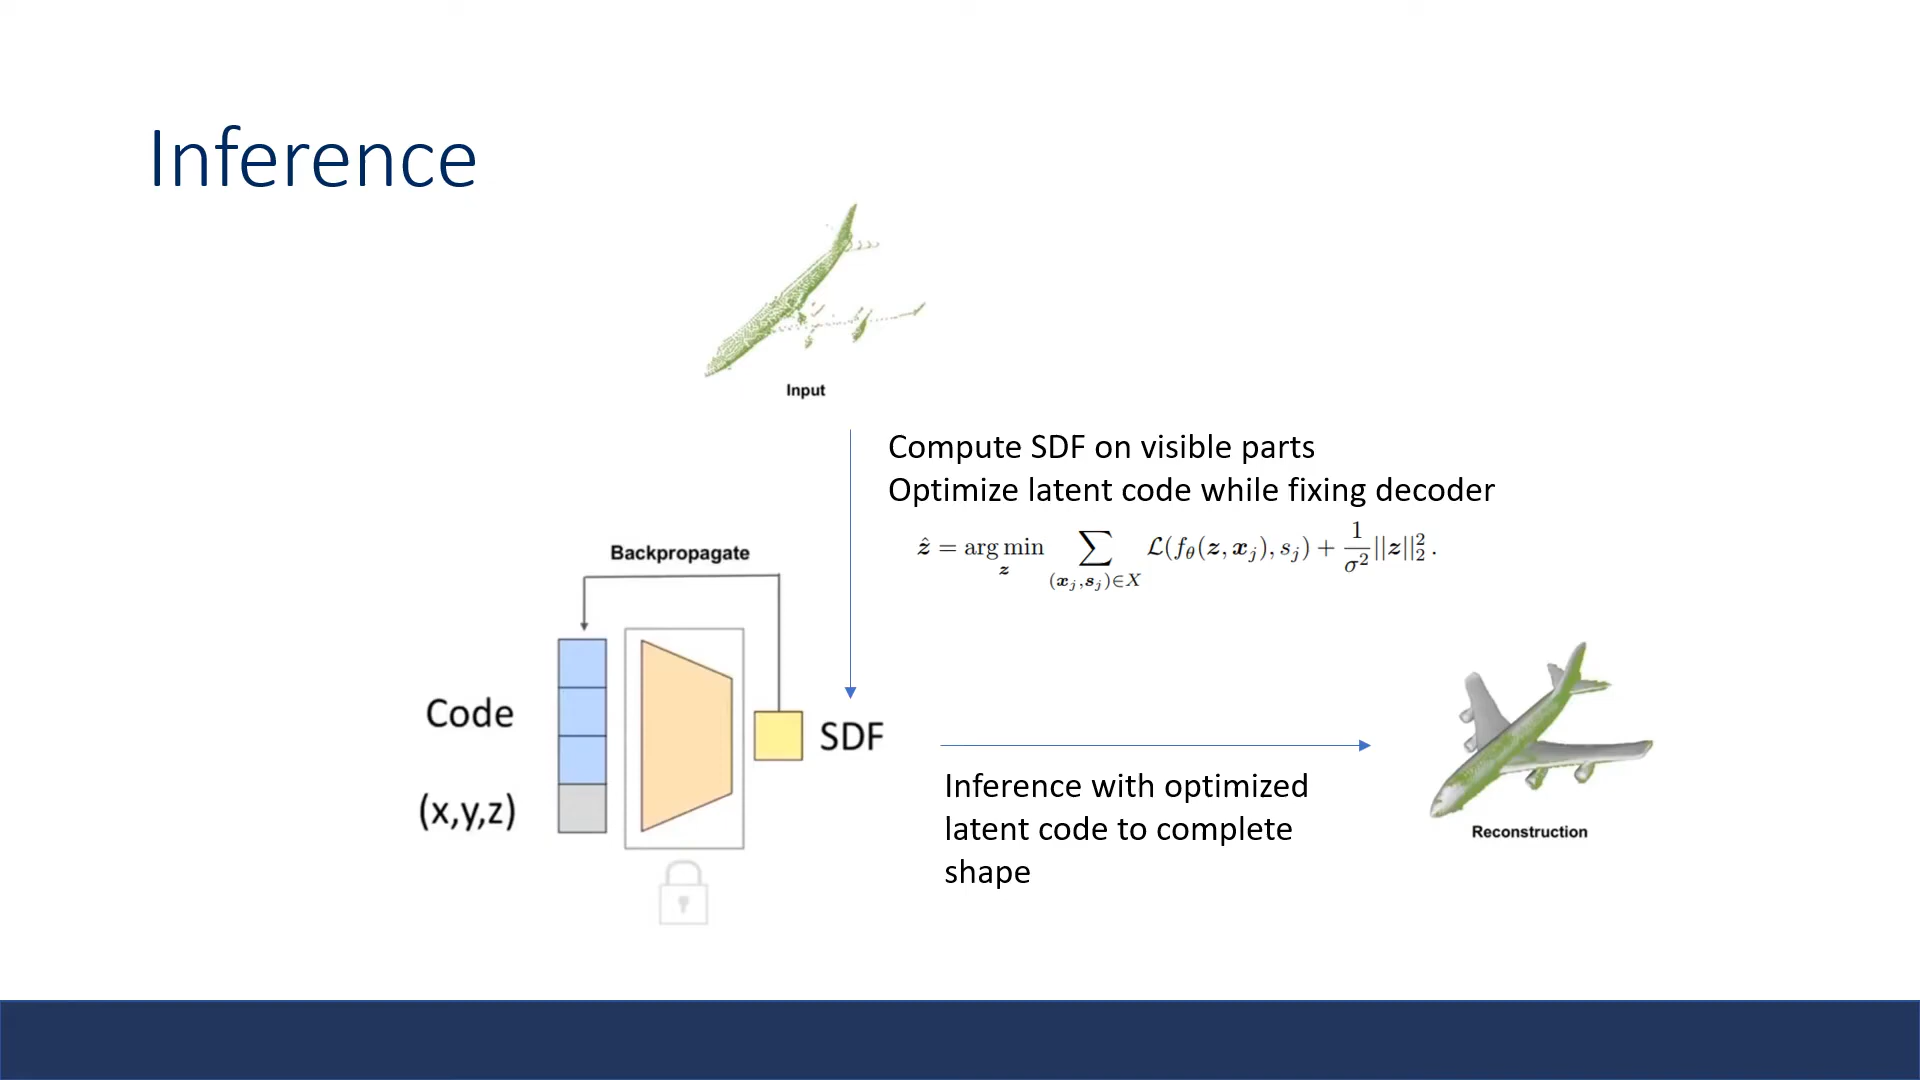 Inference
Input
Compute SDF on visible parts
Optimize latent code while fixing decoder
ẑ = arg min_z ∑_{(x_j,s_j)∈X} 𝓛(f_θ(z, x_j), s_j) + 1/σ² ||z||₂² .
Backpropagate
Code
SDF
(x,y,z)
Inference with optimized
latent code to complete
shape
Reconstruction